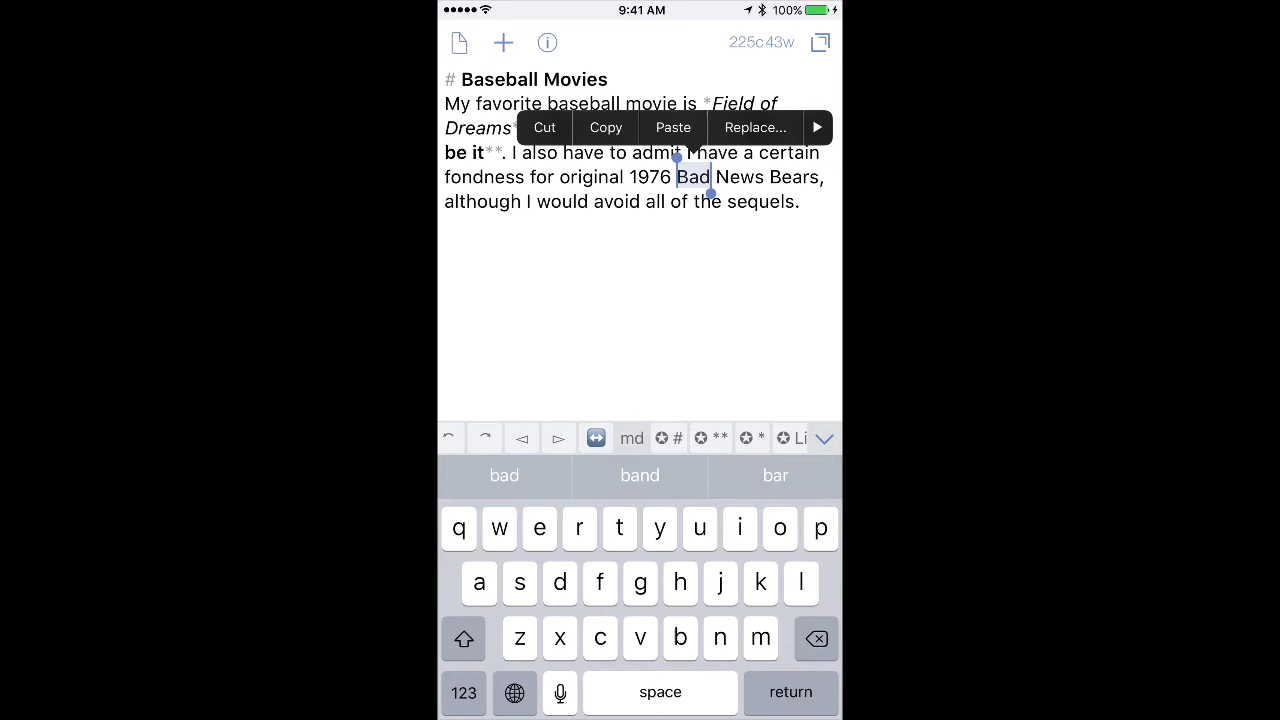 9:41 AM 100%
225c43w
# Baseball Movies
My favorite baseball movie is *Field of
Dreams*
Cut Copy Paste Replace...
be it**. I also have to admit I have a certain
fondness for original 1976 Bad News Bears,
although I would avoid all of the sequels.
md # ** * Li
bad band bar
q w e r t y u i o p
a s d f g h j k l
z x c v b n m
123 space return